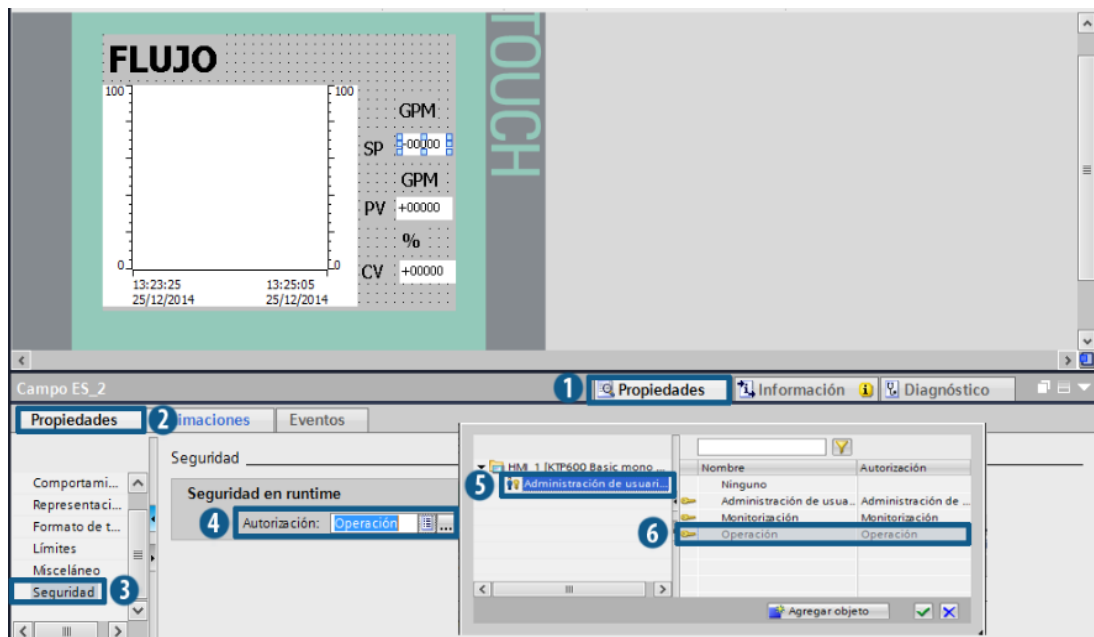 TOUCH
FLUJO
100
100
GPM
SP
-00000
GPM
PV
+00000
%
0
0
CV
+00000
13:23:25
13:25:05
25/12/2014
25/12/2014
Campo ES_2
1
Propiedades
Información
Diagnóstico
Propiedades
2
imaciones
Eventos
Seguridad
HMI_1 [KTP600 Basic mono ...
Nombre
Autorización
Comportami...
5
Administración de usuari...
Ninguno
Representaci...
Seguridad en runtime
Administración de usua...
Administración de ...
Formato de t...
4
Autorización:
Operación
...
Monitorización
Monitorización
Límites
6
Operación
Operación
Misceláneo
Seguridad
3
Agregar objeto